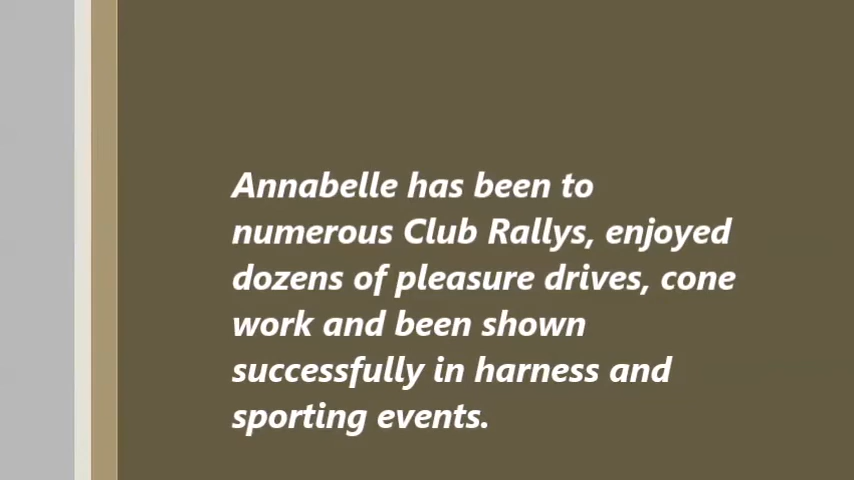 Annabelle has been to
numerous Club Rallys, enjoyed
dozens of pleasure drives, cone
work and been shown
successfully in harness and
sporting events.